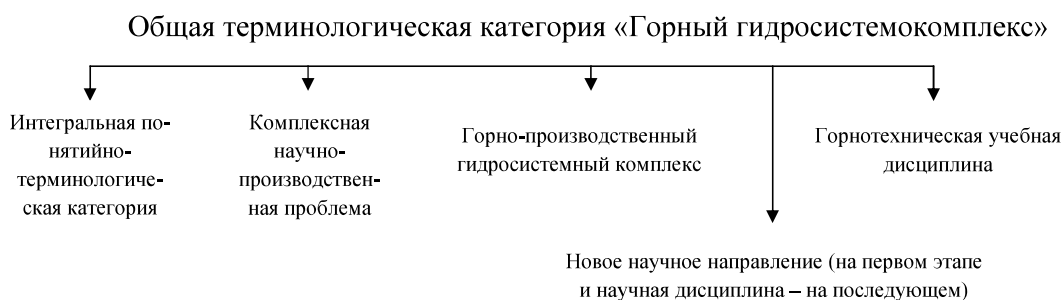 Общая терминологическая категория «Горный гидросистемокомплекс»
Интегральная по-
нятийно-
терминологиче-
ская категория
Комплексная
научно-
производствен-
ная проблема
Горно-производственный
гидросистемный комплекс
Горнотехническая учебная
дисциплина
Новое научное направление (на первом этапе
и научная дисциплина – на последующем)